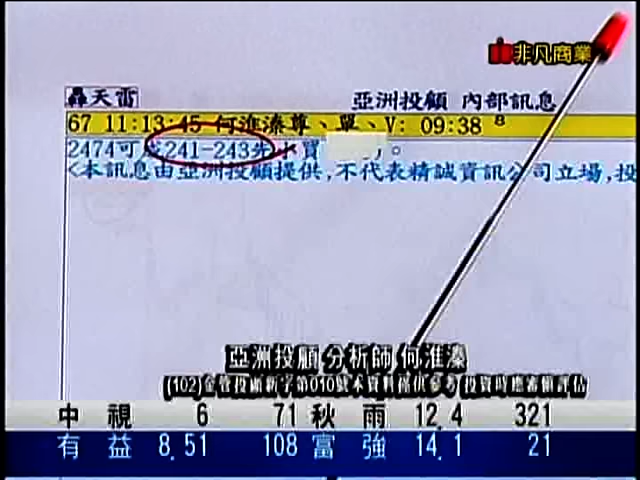 非凡商業
轟天雷
亞洲投顧 內部訊息
67 11:13:45 何淮溱尊、單、V: 09:38 8
2474可 241-243先小買 。
<本訊息由亞洲投顧提供,不代表精誠資訊公司立場,投
亞洲投顧 分析師 何淮溱
(102)金管投顧新字第010號本資料僅供參考 投資時應審慎評估
中視 6 71 秋雨 12.4 321
有益 8.51 108 富強 14.1 21